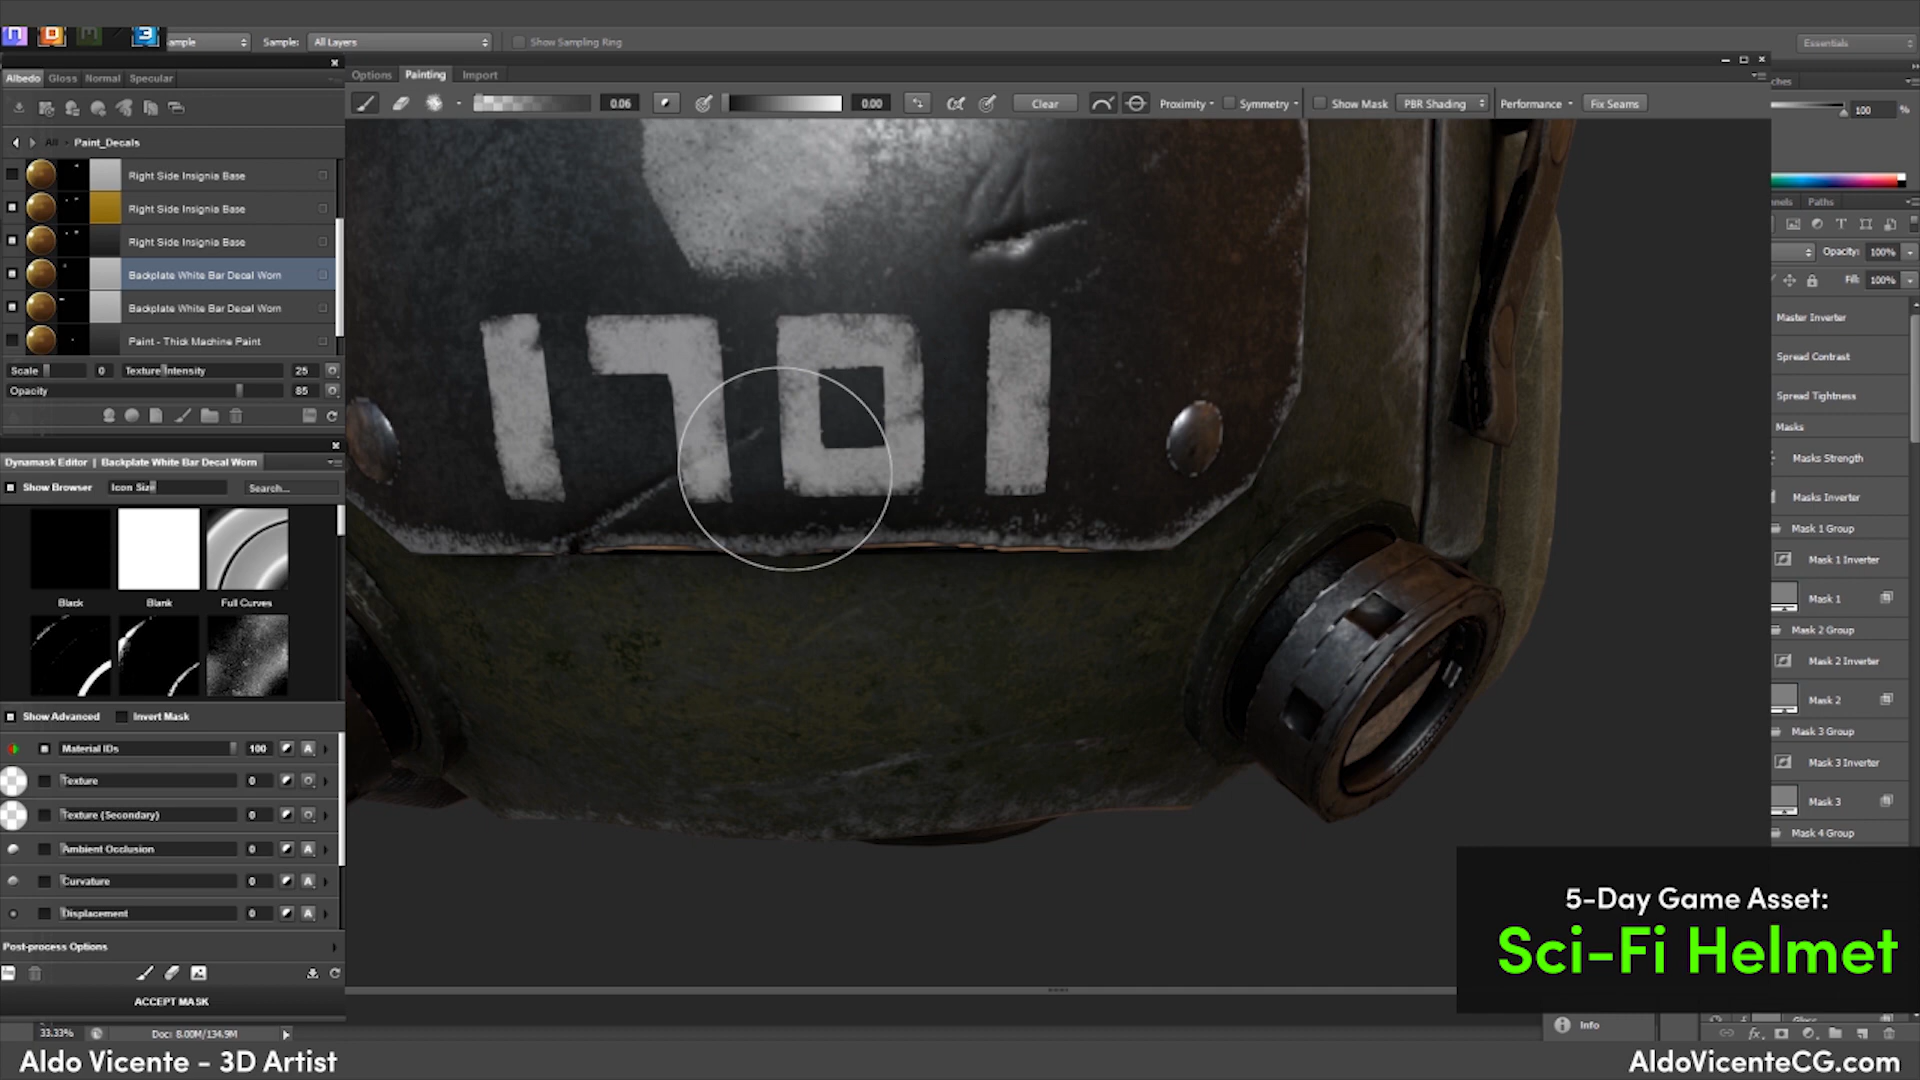 ample
Sample:
All Layers
Show Sampling Ring
Essentials
Albedo
Gloss
Normal
Specular
Options
Painting
Import
0.06
0.00
Clear
Proximity
Symmetry
Show Mask
PBR Shading
Performance
Fix Seams
100
%
All
Paint_Decals
Right Side Insignia Base
Right Side Insignia Base
Right Side Insignia Base
Backplate White Bar Decal Worn
Backplate White Bar Decal Worn
Paint - Thick Machine Paint
Scale
0
Texture Intensity
25
Opacity
85
Dynamask Editor | Backplate White Bar Decal Worn
Show Browser
Icon Size
Search...
Black
Blank
Full Curves
Show Advanced
Invert Mask
Material IDs
100
Texture
0
Texture (Secondary)
0
Ambient Occlusion
0
Curvature
0
Displacement
0
Post-process Options
ACCEPT MASK
33.33%
Doc: 8.00M/134.9M
1701
ches
nels
Paths
Opacity:
100%
Fill:
100%
Master Inverter
Spread Contrast
Spread Tightness
Masks
Masks Strength
Masks Inverter
Mask 1 Group
Mask 1 Inverter
Mask 1
Mask 2 Group
Mask 2 Inverter
Mask 2
Mask 3 Group
Mask 3 Inverter
Mask 3
Mask 4 Group
5-Day Game Asset:
Sci-Fi Helmet
Info
Aldo Vicente - 3D Artist
AldoVicenteCG.com